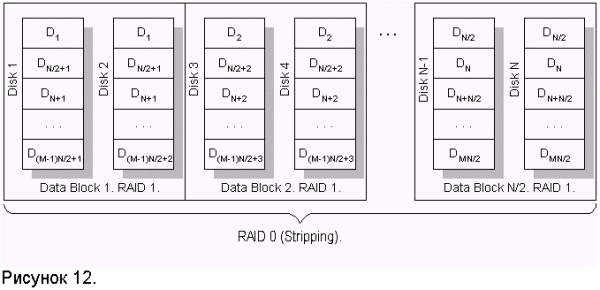 Disk 1
D1
DN/2+1
DN+1
. . .
D(M-1)N/2+1
Disk 2
D1
DN/2+1
DN+1
. . .
D(M-1)N/2+2
Data Block 1. RAID 1.
Disk 3
D2
DN/2+2
DN+2
. . .
D(M-1)N/2+3
Disk 4
D2
DN/2+2
DN+2
. . .
D(M-1)N/2+3
Data Block 2. RAID 1.
. . .
Disk N-1
DN/2
DN
DN+N/2
. . .
DMN/2
Disk N
DN/2
DN
DN+N/2
. . .
DMN/2
Data Block N/2. RAID 1.
RAID 0 (Stripping).
Рисунок 12.